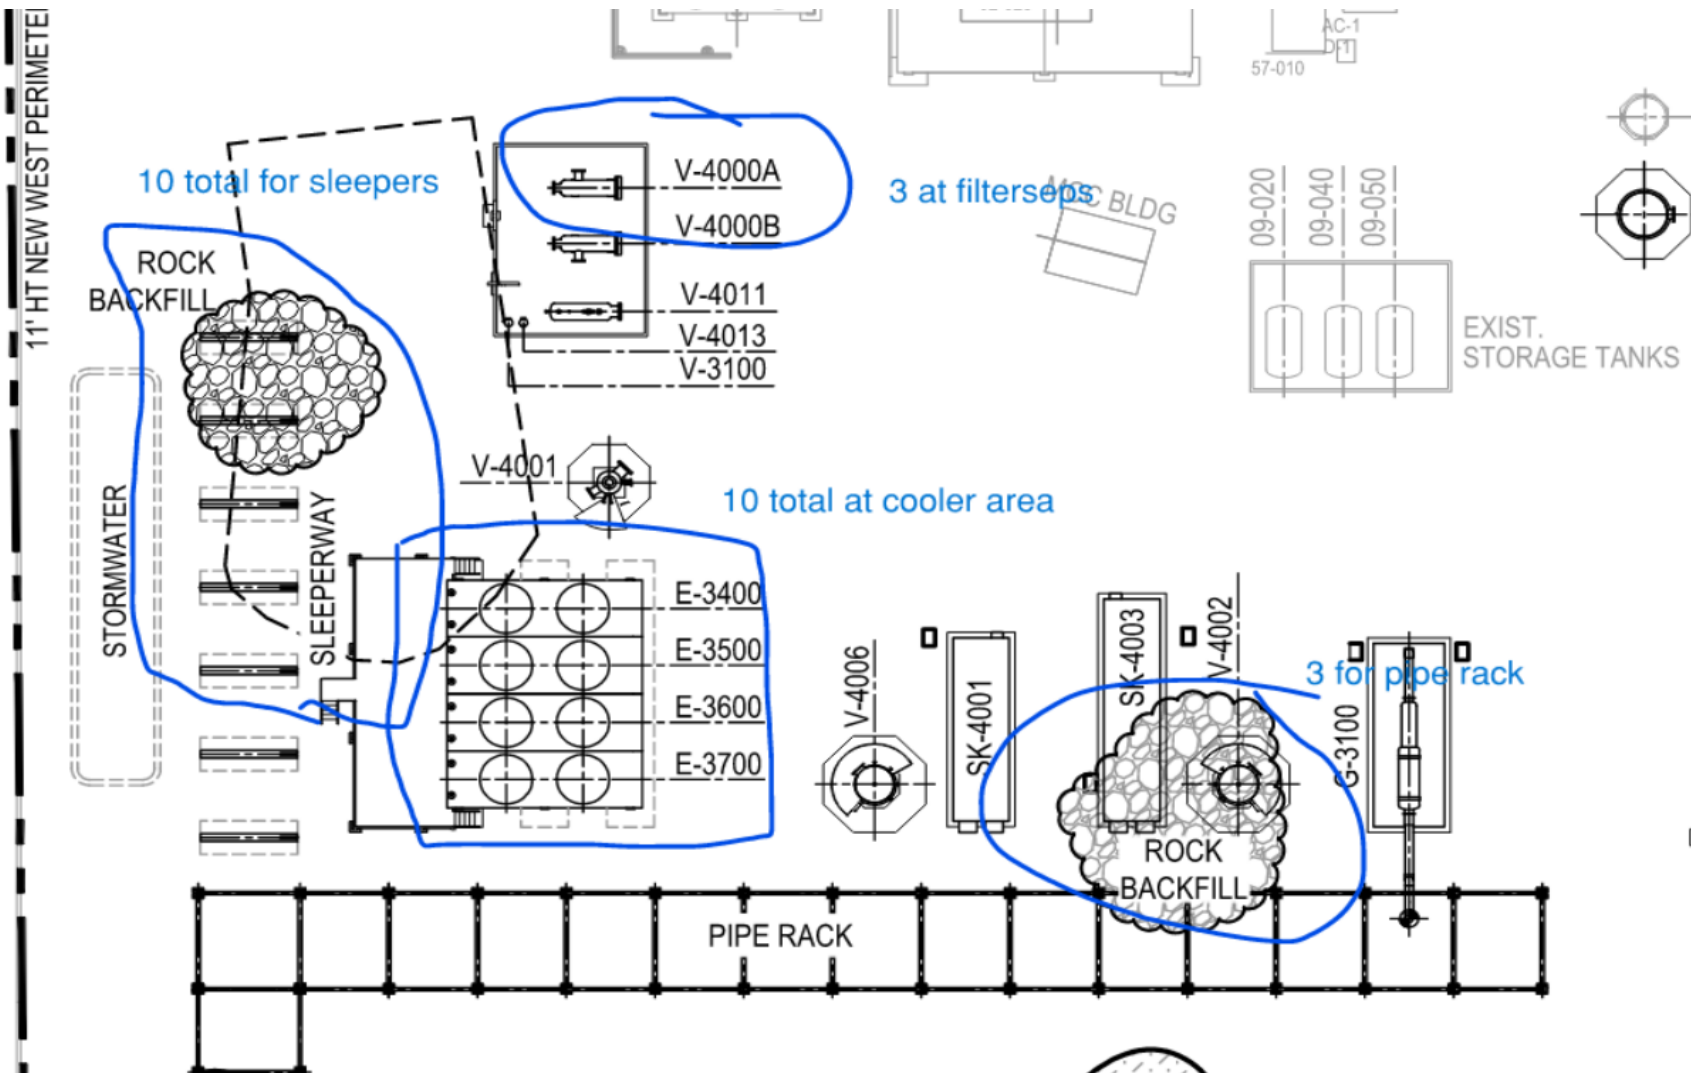 AC-1
D-1
57-010
11' HT NEW WEST PERIMETE
10 total for sleepers
V-4000A
3 at filterseps
MCC BLDG
V-4000B
09-020
09-040
09-050
ROCK
BACKFILL
V-4011
V-4013
V-3100
EXIST.
STORAGE TANKS
V-4001
10 total at cooler area
STORMWATER
SLEEPERWAY
E-3400
E-3500
E-3600
E-3700
V-4006
SK-4001
SK-4003
V-4002
3 for pipe rack
G-3100
ROCK
BACKFILL
PIPE RACK